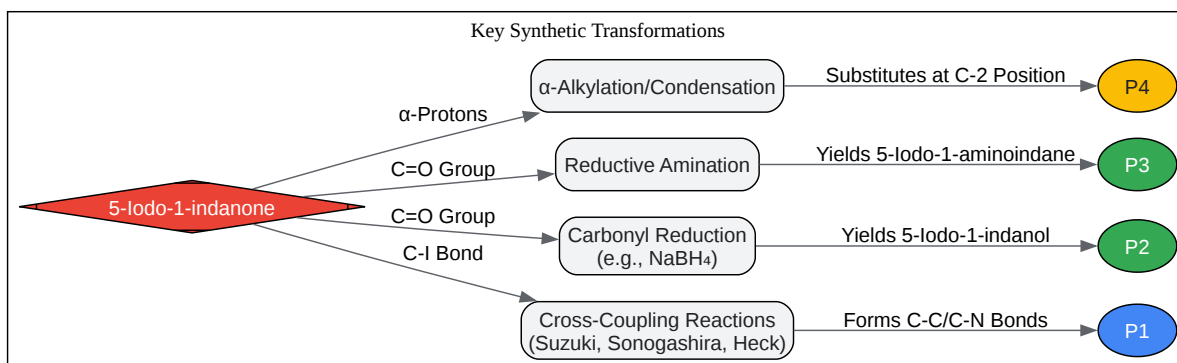 Key Synthetic Transformations
5-Iodo-1-indanone
α-Protons
C=O Group
C=O Group
C-I Bond
α-Alkylation/Condensation
Substitutes at C-2 Position
P4
Reductive Amination
Yields 5-Iodo-1-aminoindane
P3
Carbonyl Reduction
(e.g., NaBH₄)
Yields 5-Iodo-1-indanol
P2
Cross-Coupling Reactions
(Suzuki, Sonogashira, Heck)
Forms C-C/C-N Bonds
P1